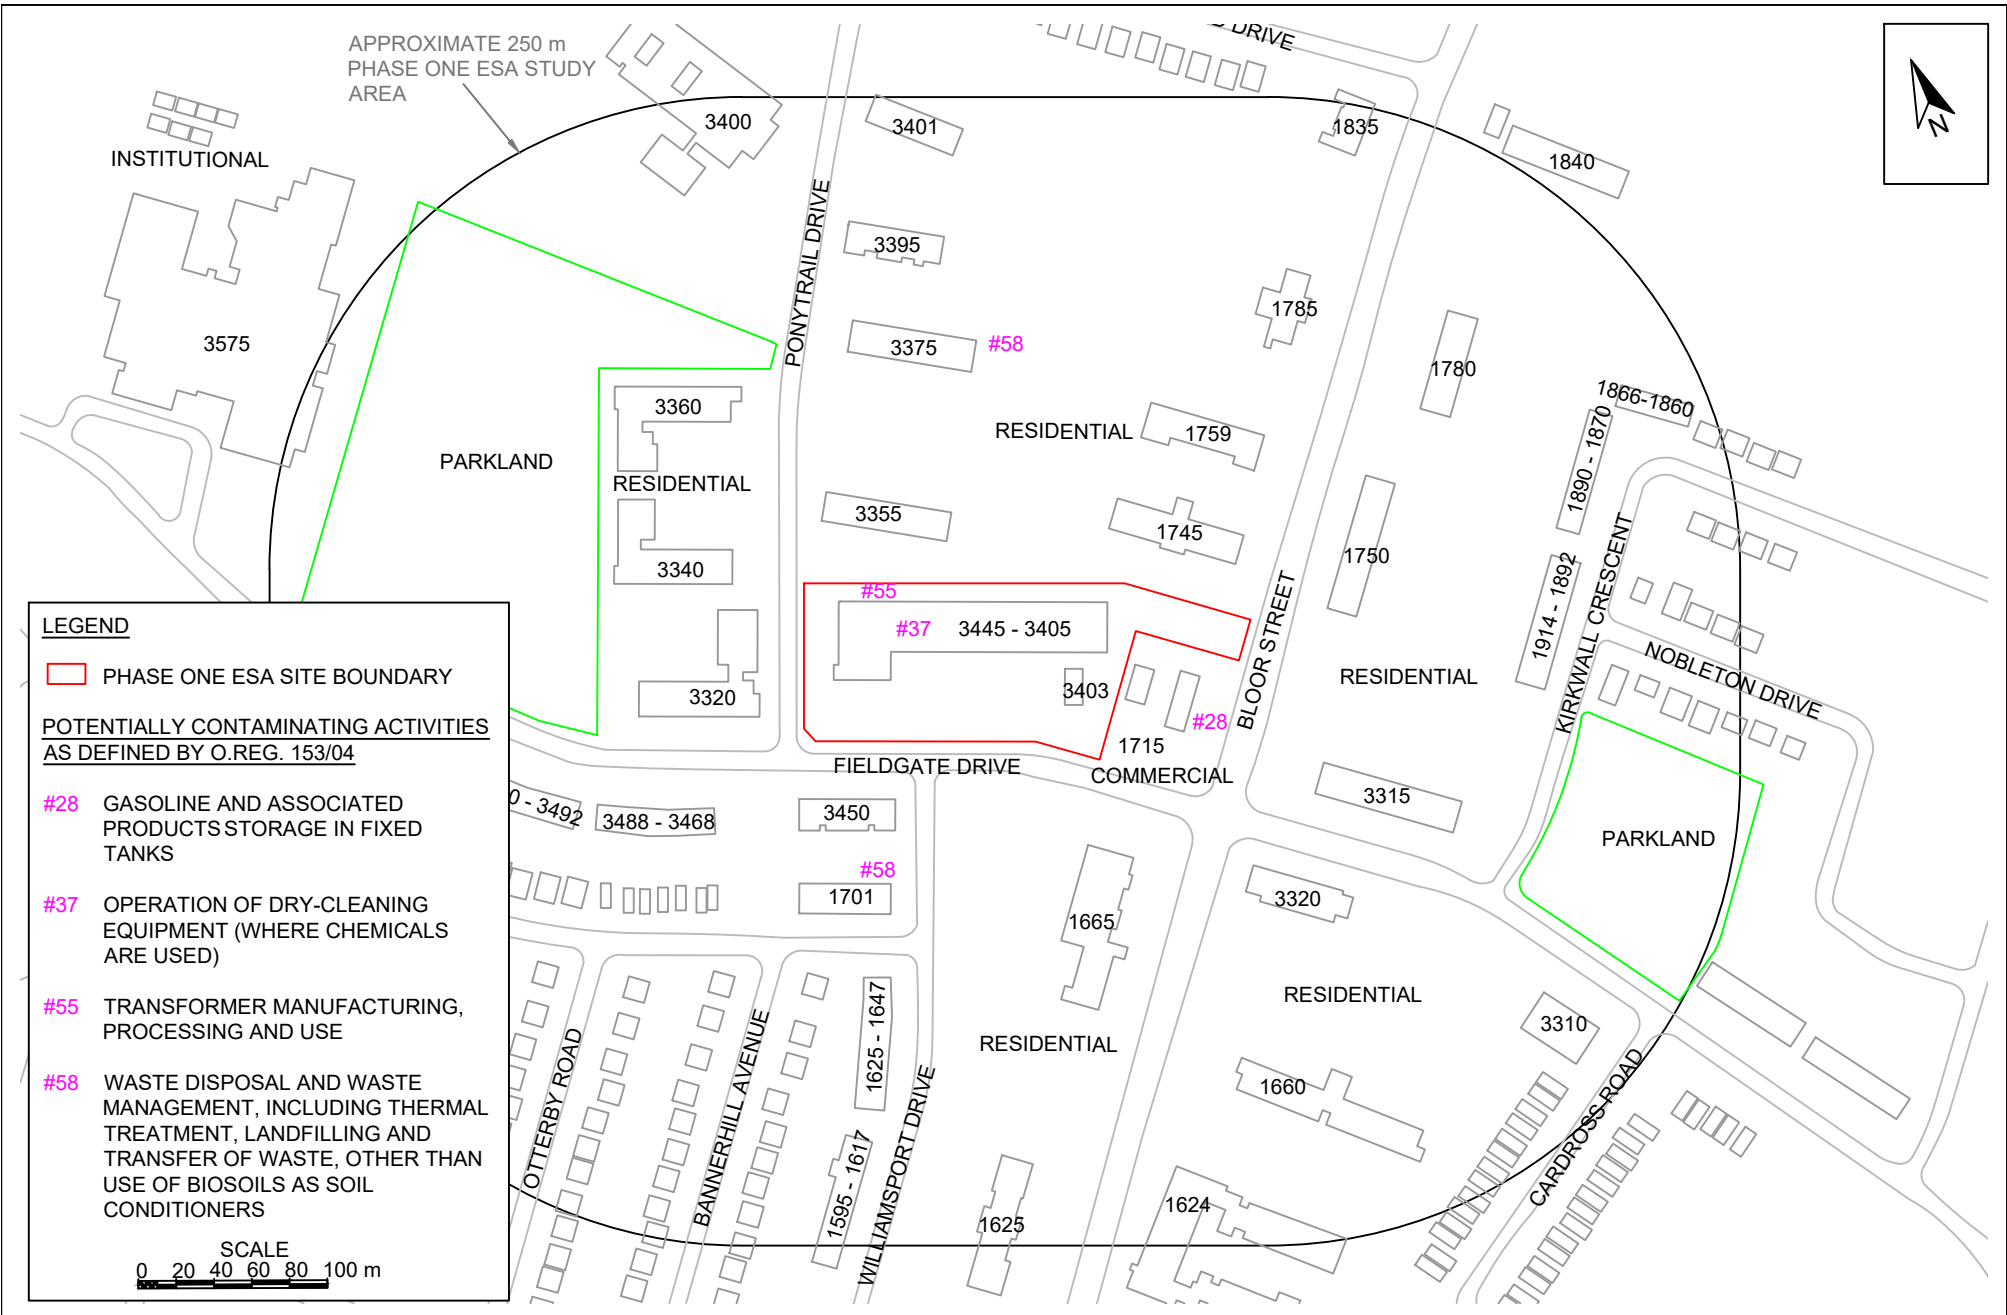 APPROXIMATE 250 m
PHASE ONE ESA STUDY
AREA
DRIVE
N
INSTITUTIONAL
3400
3401
1835
1840
PONYTRAIL DRIVE
3395
1785
3575
3375
#58
1780
1866-1860
3360
RESIDENTIAL
1759
1890 - 1870
PARKLAND
RESIDENTIAL
3355
1745
1750
3340
KIRKWALL CRESCENT
1914 - 1892
#55
#37
3445 - 3405
BLOOR STREET
NOBLETON DRIVE
3320
3403
RESIDENTIAL
#28
1715
COMMERCIAL
FIELDGATE DRIVE
3315
PARKLAND
0 - 3492
3488 - 3468
3450
#58
1701
1665
3320
RESIDENTIAL
RESIDENTIAL
3310
OTTERBY ROAD
BANNERHILL AVENUE
1625 - 1647
WILLIAMSPORT DRIVE
1595 - 1617
1660
CARDROSS ROAD
1625
1624
LEGEND
PHASE ONE ESA SITE BOUNDARY
POTENTIALLY CONTAMINATING ACTIVITIES
AS DEFINED BY O.REG. 153/04
#28 GASOLINE AND ASSOCIATED
PRODUCTS STORAGE IN FIXED
TANKS
#37 OPERATION OF DRY-CLEANING
EQUIPMENT (WHERE CHEMICALS
ARE USED)
#55 TRANSFORMER MANUFACTURING,
PROCESSING AND USE
#58 WASTE DISPOSAL AND WASTE
MANAGEMENT, INCLUDING THERMAL
TREATMENT, LANDFILLING AND
TRANSFER OF WASTE, OTHER THAN
USE OF BIOSOILS AS SOIL
CONDITIONERS
SCALE
0 20 40 60 80 100 m